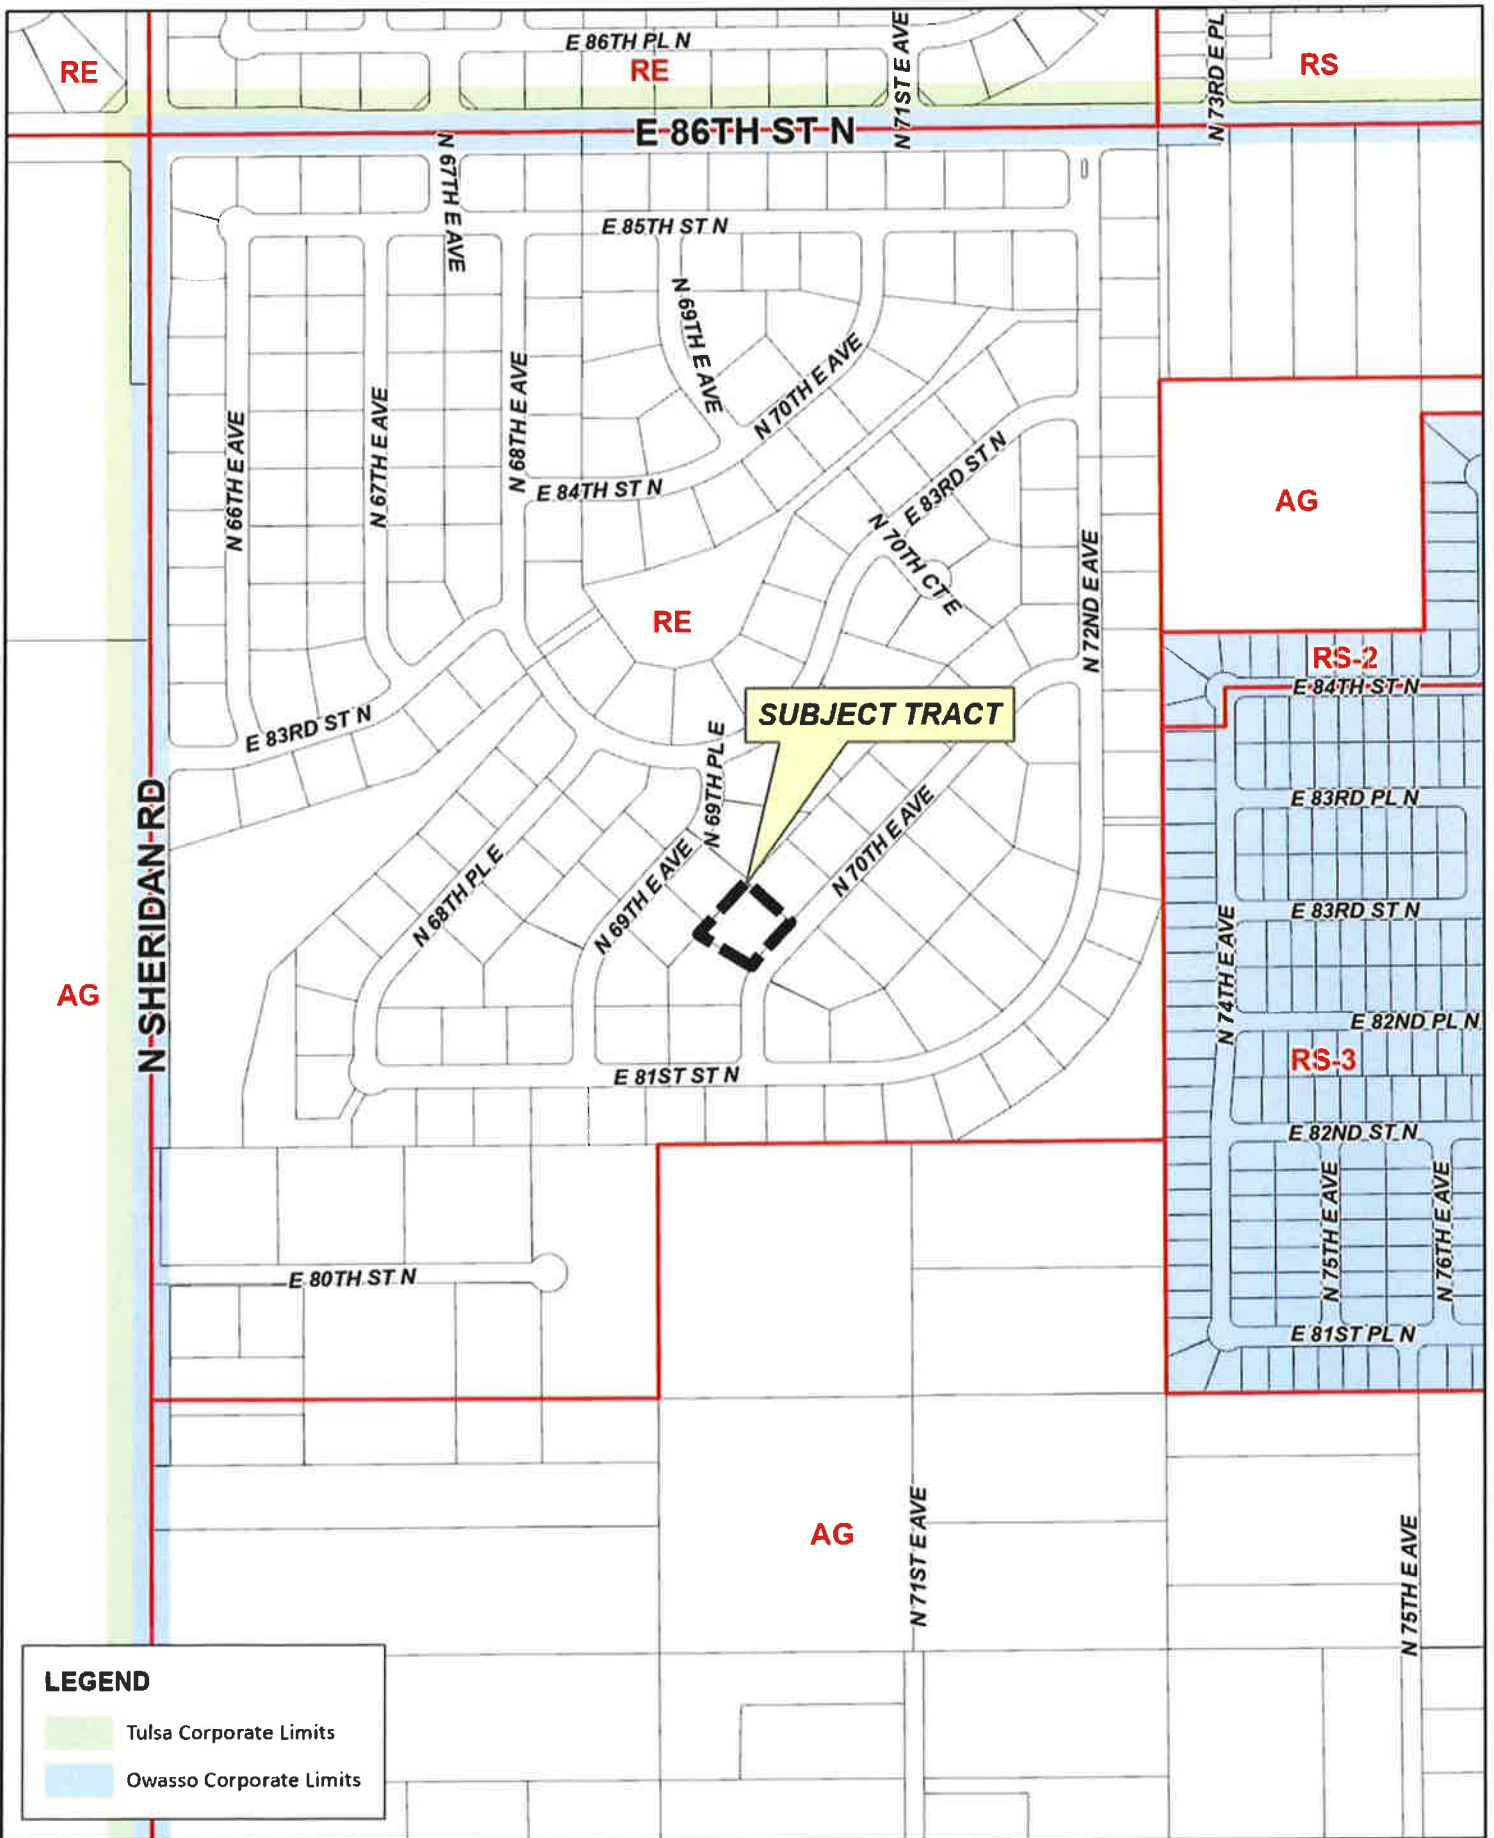 E 86TH PL N
N 71ST E AVE
N 73RD E PL
RE
RE
RS
E 86TH ST N
N 67TH E AVE
E 85TH ST N
N 69TH E AVE
N 70TH E AVE
N 68TH E AVE
N 67TH E AVE
N 66TH E AVE
E 84TH ST N
E 83RD ST N
N 70TH CT E
N 72ND E AVE
AG
RE
RS-2
E 84TH ST N
SUBJECT TRACT
E 83RD ST N
N 69TH PL E
N 70TH E AVE
N 68TH PL E
N 69TH E AVE
N SHERIDAN RD
AG
E 83RD PL N
E 83RD ST N
N 74TH E AVE
E 82ND PL N
RS-3
E 81ST ST N
E 82ND ST N
N 75TH E AVE
N 76TH E AVE
E 80TH ST N
E 81ST PL N
AG
N 71ST E AVE
N 75TH E AVE
LEGEND
Tulsa Corporate Limits
Owasso Corporate Limits